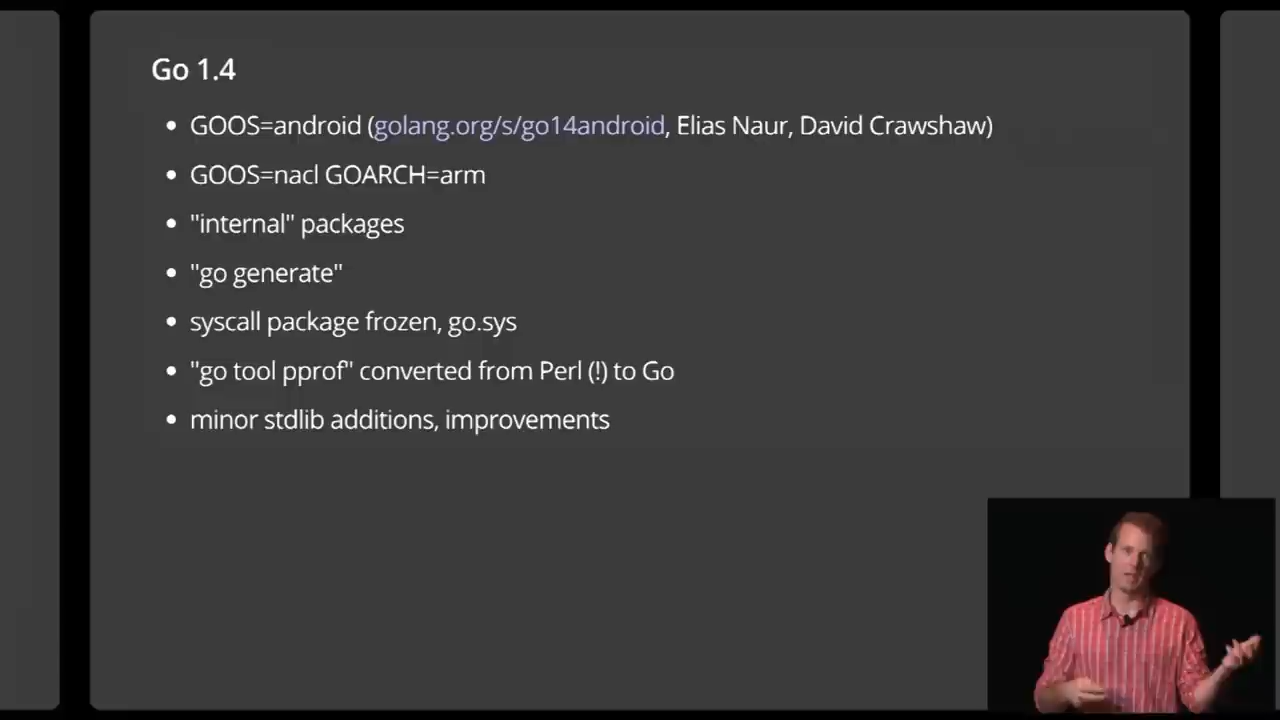 Go 1.4
GOOS=android (golang.org/s/go14android, Elias Naur, David Crawshaw)
GOOS=nacl GOARCH=arm
"internal" packages
"go generate"
syscall package frozen, go.sys
"go tool pprof" converted from Perl (!) to Go
minor stdlib additions, improvements